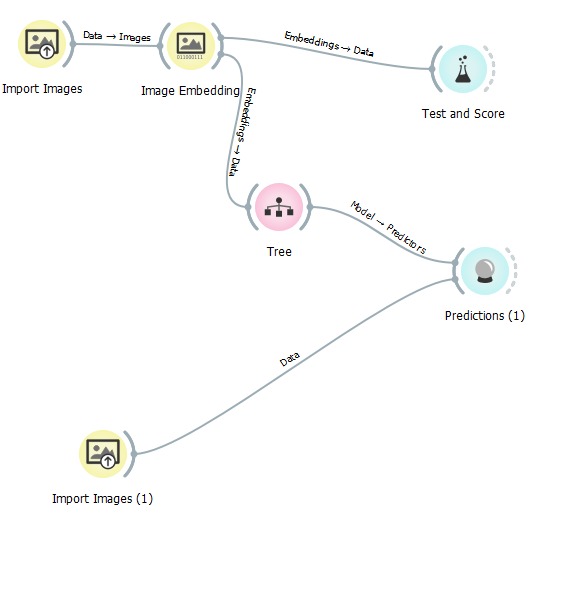 Data → Images
Embeddings → Data
Import Images
Image Embedding
011000111
Test and Score
Embeddings → Data
Tree
Model → Predictors
Predictions (1)
Data
Import Images (1)